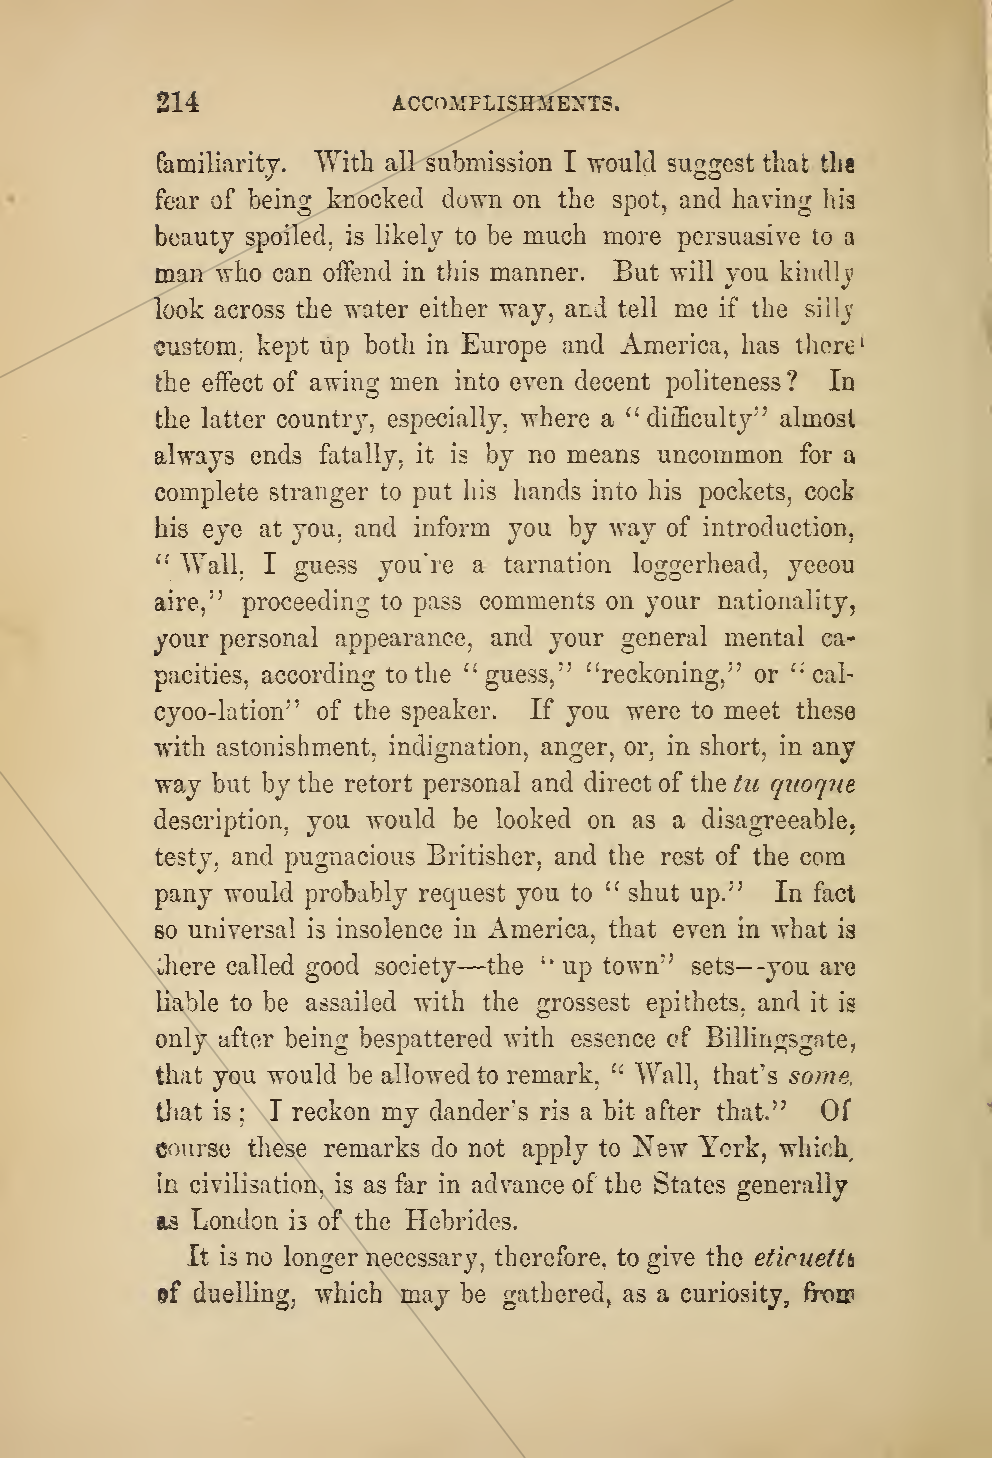 214 ACCOMPLISHMENTS.
familiarity. With all submission I would suggest that the
fear of being knocked down on the spot, and having his
beauty spoiled, is likely to be much more persuasive to a
man who can offend in this manner. But will you kindly
look across the water either way, and tell me if the silly
custom, kept up both in Europe and America, has there
the effect of awing men into even decent politeness? In
the latter country, especially, where a “difficulty” almost
always ends fatally, it is by no means uncommon for a
complete stranger to put his hands into his pockets, cock
his eye at you, and inform you by way of introduction,
“Wall, I guess you're a tarnation loggerhead, yeeou
aire,” proceeding to pass comments on your nationality,
your personal appearance, and your general mental ca-
pacities, according to the “guess,” “reckoning,” or “cal-
cyoo-lation” of the speaker. If you were to meet these
with astonishment, indignation, anger, or, in short, in any
way but by the retort personal and direct of the tu quoque
description, you would be looked on as a disagreeable,
testy, and pugnacious Britisher, and the rest of the com
pany would probably request you to “shut up.” In fact
so universal is insolence in America, that even in what is
there called good society—the “up town” sets—you are
liable to be assailed with the grossest epithets, and it is
only after being bespattered with essence of Billingsgate,
that you would be allowed to remark, “Wall, that's some,
that is; I reckon my dander's ris a bit after that.” Of
course these remarks do not apply to New York, which,
in civilisation, is as far in advance of the States generally
as London is of the Hebrides.
It is no longer necessary, therefore, to give the etiquette
of duelling, which may be gathered, as a curiosity, from